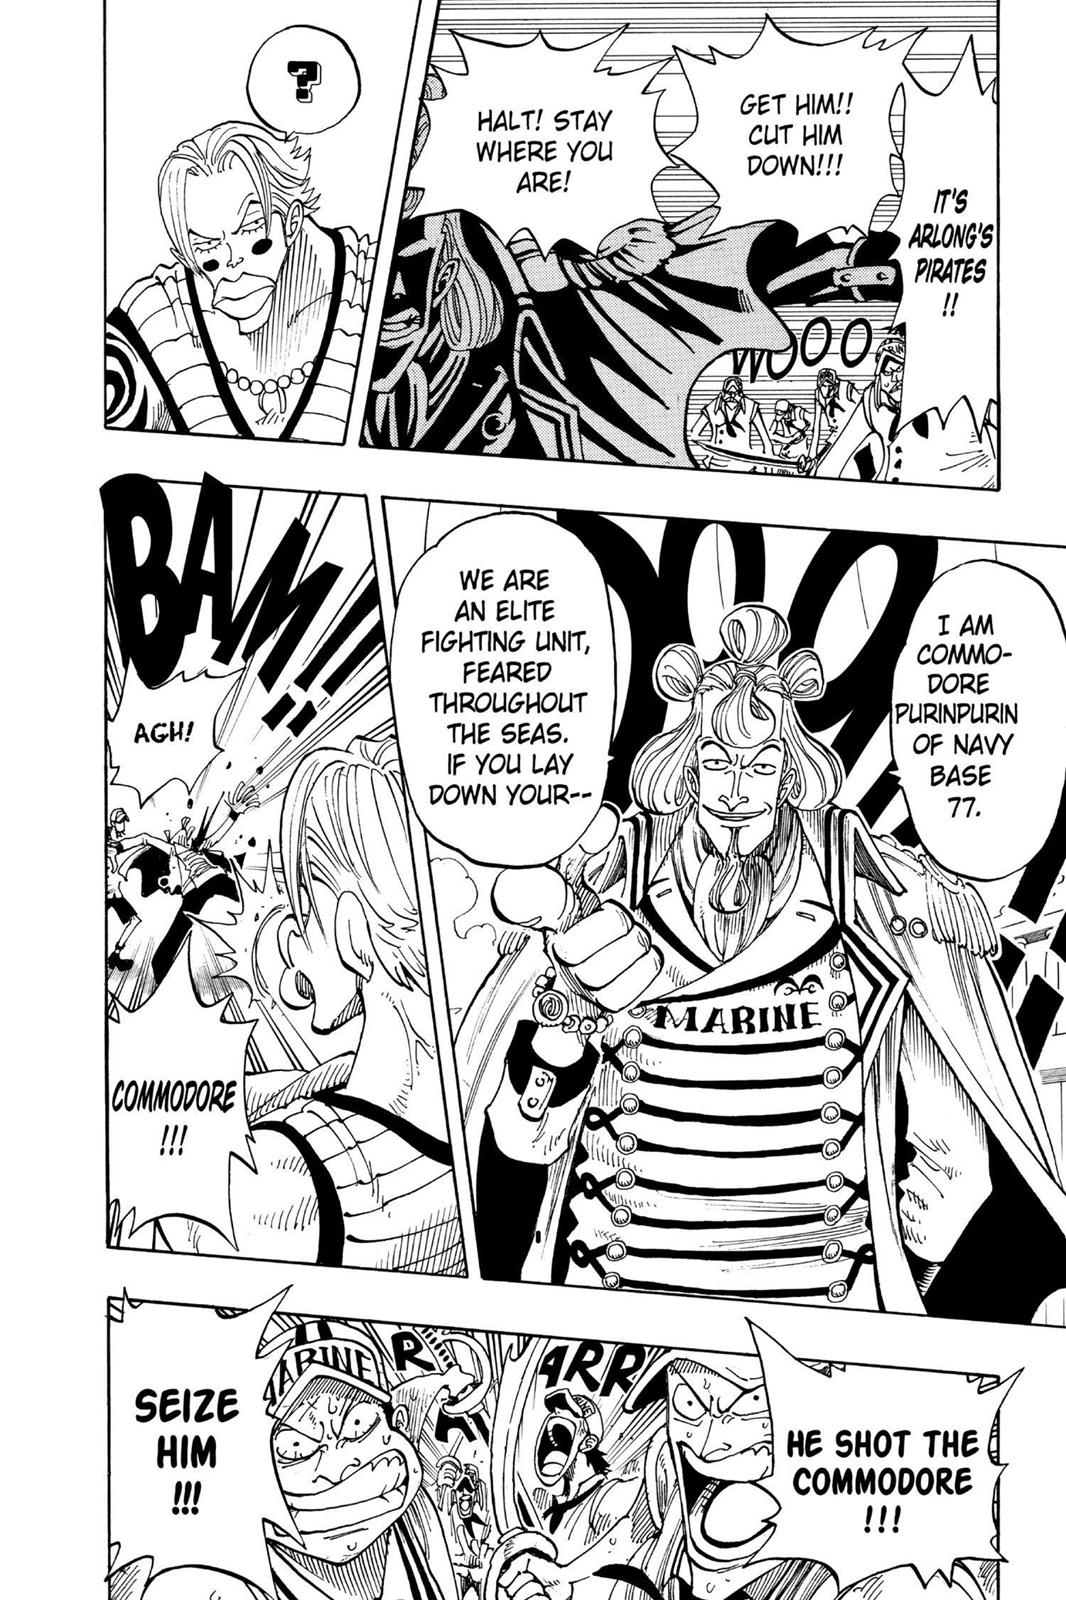 IT'S
ARLONG'S
PIRATES
!!
GET HIM!!
CUT HIM
DOWN!!!
HALT! STAY
WHERE YOU
ARE!
WOOO
?
I AM
COMMO-
DORE
PURINPURIN
OF NAVY
BASE
77.
WE ARE
AN ELITE
FIGHTING UNIT,
FEARED
THROUGHOUT
THE SEAS.
IF YOU LAY
DOWN YOUR--
MARINE
BAM!!
AGH!
COMMODORE
!!!
HE SHOT THE
COMMODORE
!!!
ARR
MARINE
SEIZE
HIM
!!!